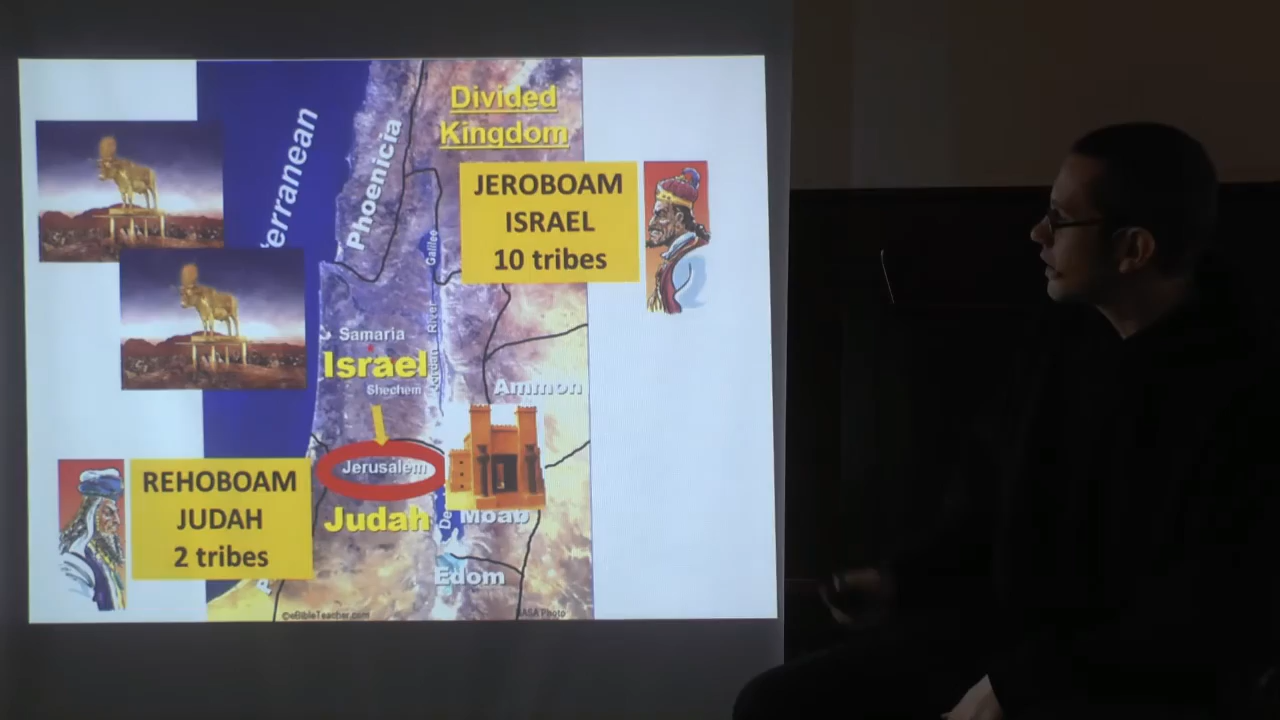 Divided
Kingdom
JEROBOAM
ISRAEL
10 tribes
Phoenicia
Galilee
Samaria
Israel
Shechem
Jordan River
Ammon
Jerusalem
REHOBOAM
JUDAH
2 tribes
Judah
Moab
Edom
©eBibleTeacher.com
NASA Photo